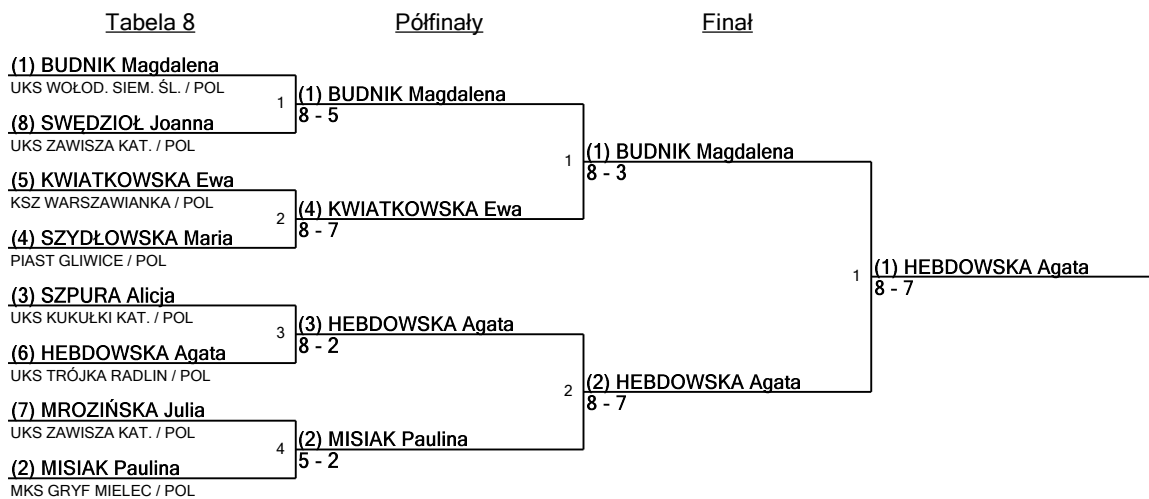 Tabela 8
Półfinały
Finał
(1) BUDNIK Magdalena
UKS WOŁOD. SIEM. ŚL. / POL
1
(1) BUDNIK Magdalena
8 - 5
(8) SWĘDZIOŁ Joanna
UKS ZAWISZA KAT. / POL
1
(1) BUDNIK Magdalena
8 - 3
(5) KWIATKOWSKA Ewa
KSZ WARSZAWIANKA / POL
2
(4) KWIATKOWSKA Ewa
8 - 7
(4) SZYDŁOWSKA Maria
PIAST GLIWICE / POL
1
(1) HEBDOWSKA Agata
8 - 7
(3) SZPURA Alicja
UKS KUKUŁKI KAT. / POL
3
(3) HEBDOWSKA Agata
8 - 2
(6) HEBDOWSKA Agata
UKS TRÓJKA RADLIN / POL
2
(2) HEBDOWSKA Agata
8 - 7
(7) MROZIŃSKA Julia
UKS ZAWISZA KAT. / POL
4
(2) MISIAK Paulina
5 - 2
(2) MISIAK Paulina
MKS GRYF MIELEC / POL